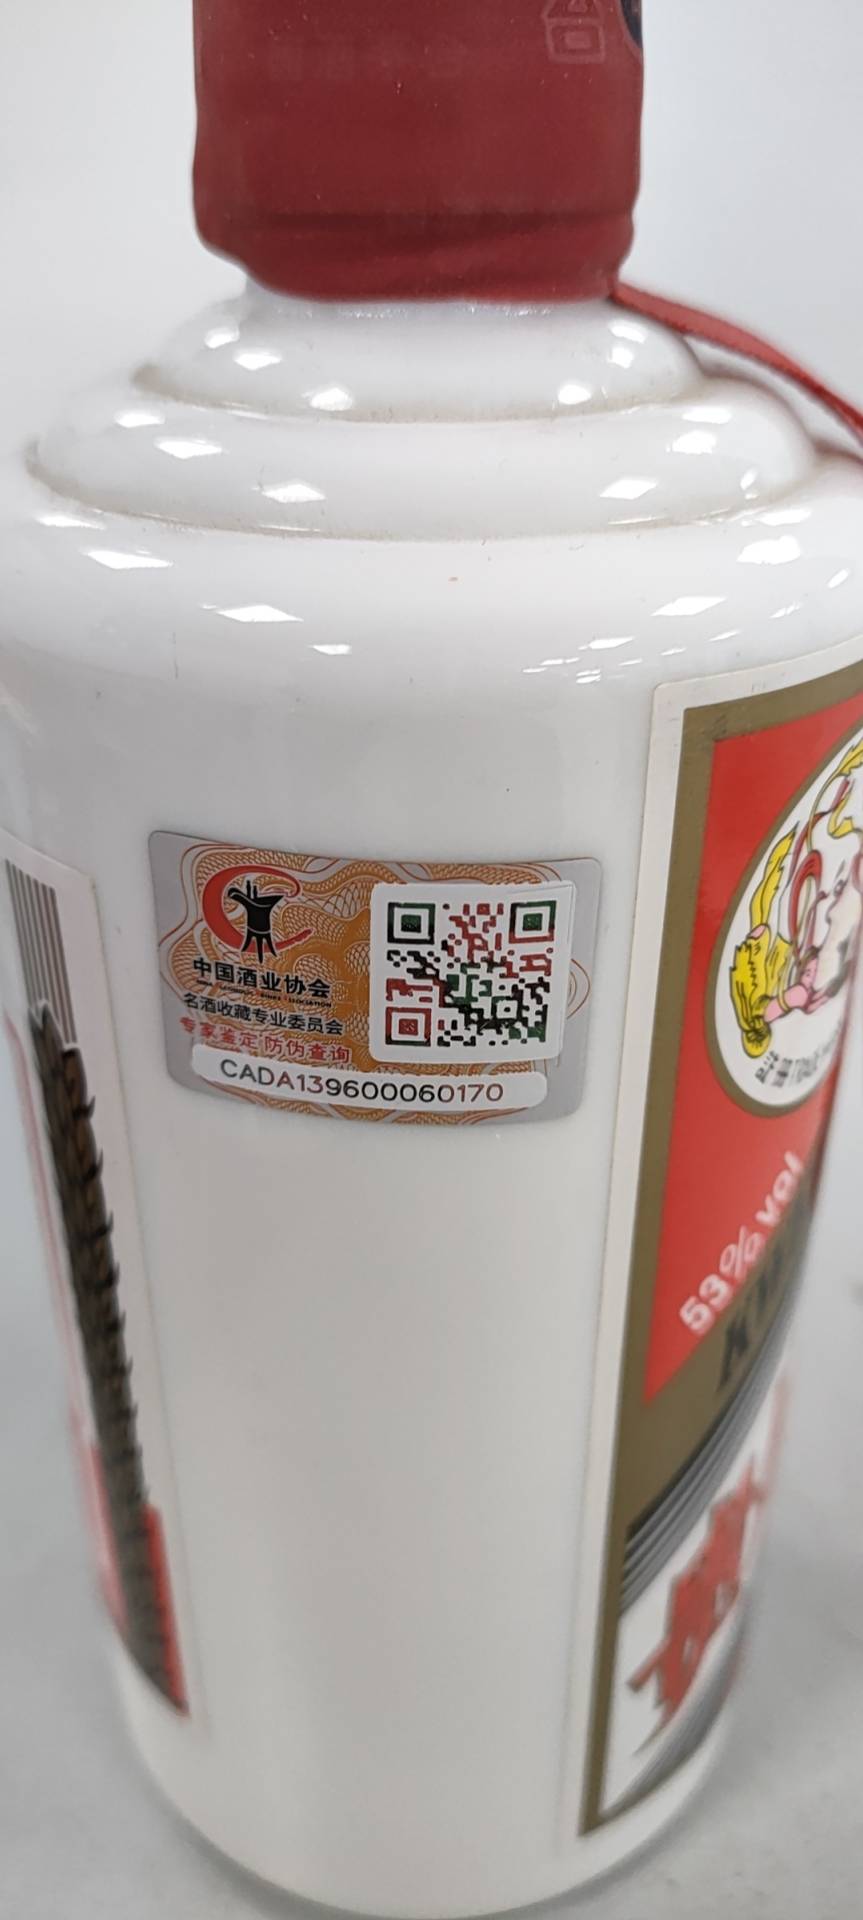 中国酒业协会
名酒收藏专业委员会
专家鉴定 防伪查询
CADA139600060170
53% vol